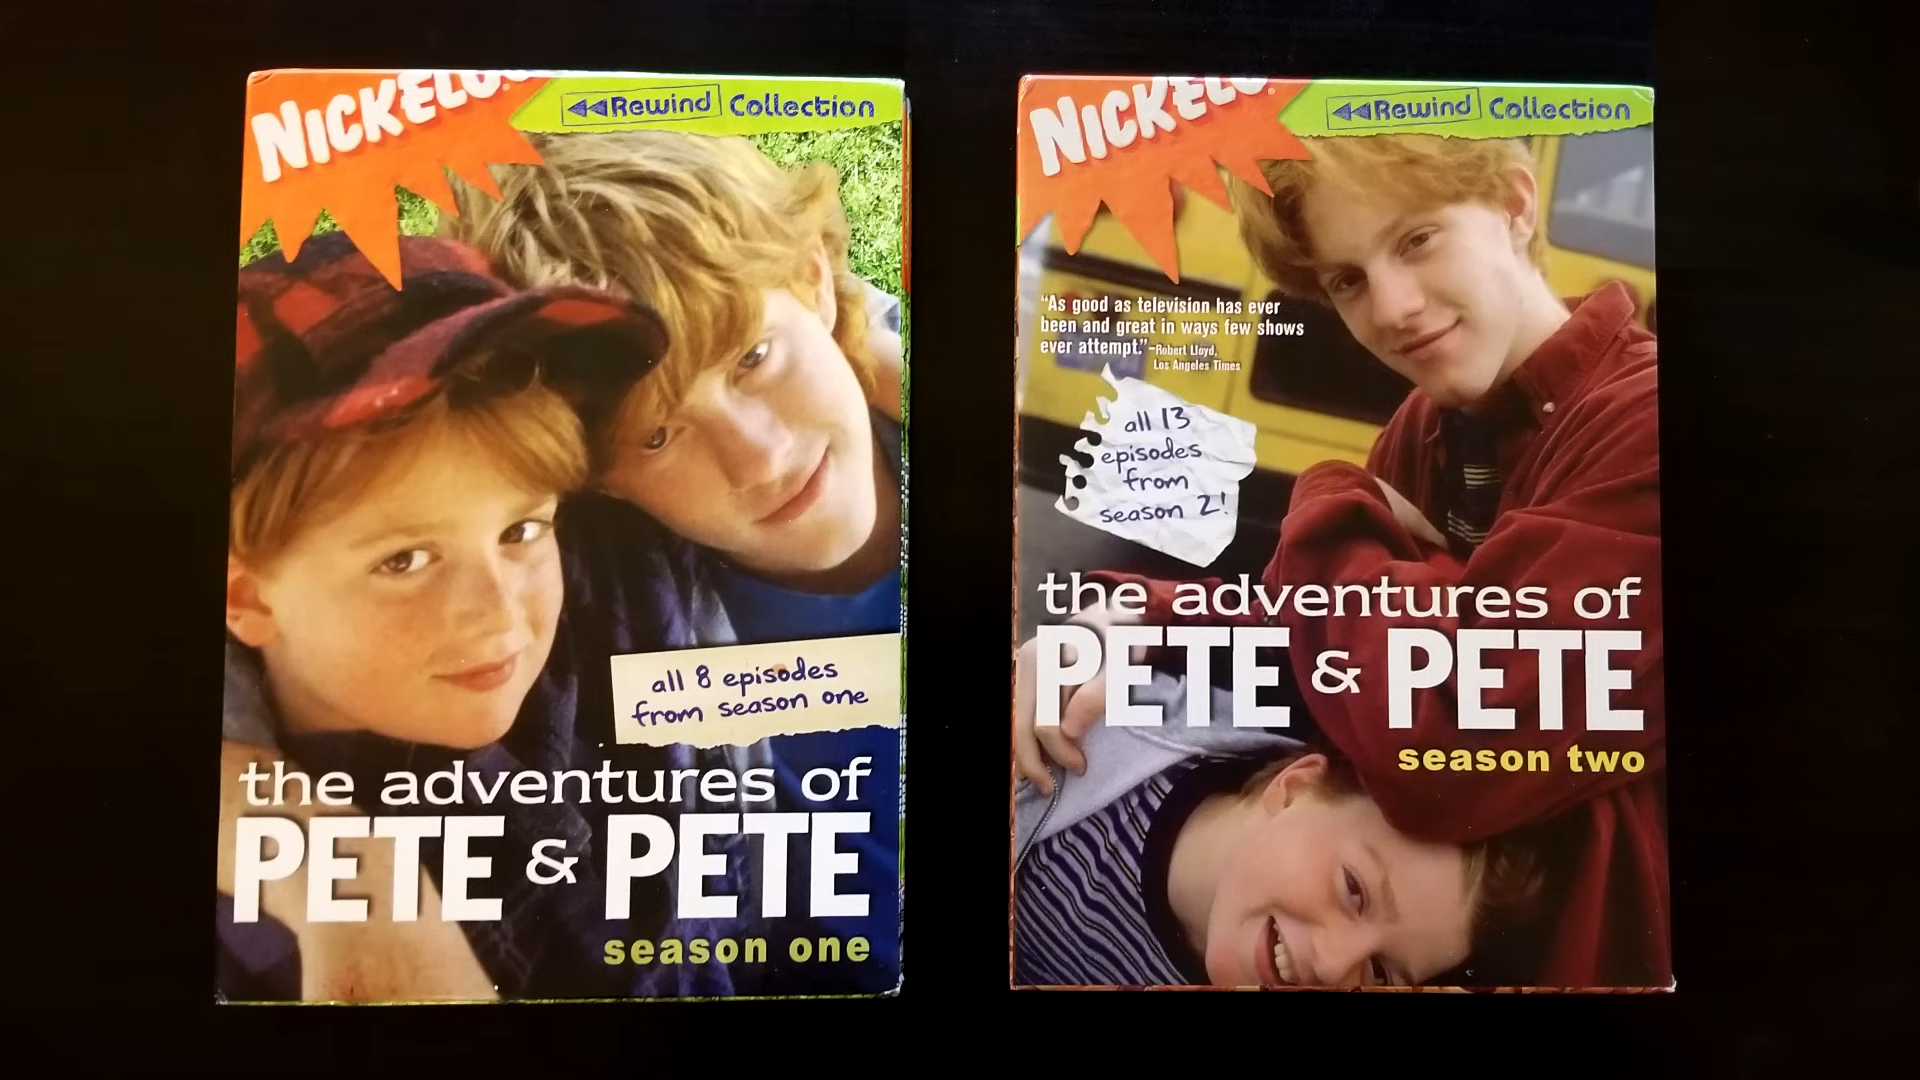 NICKELO
Rewind Collection
all 8 episodes
from season one
the adventures of
PETE & PETE
season one
NICKELO
Rewind Collection
"As good as television has ever
been and great in ways few shows
ever attempt."-Robert Lloyd,
Los Angeles Times
all 13
episodes
from
season 2!
the adventures of
PETE & PETE
season two